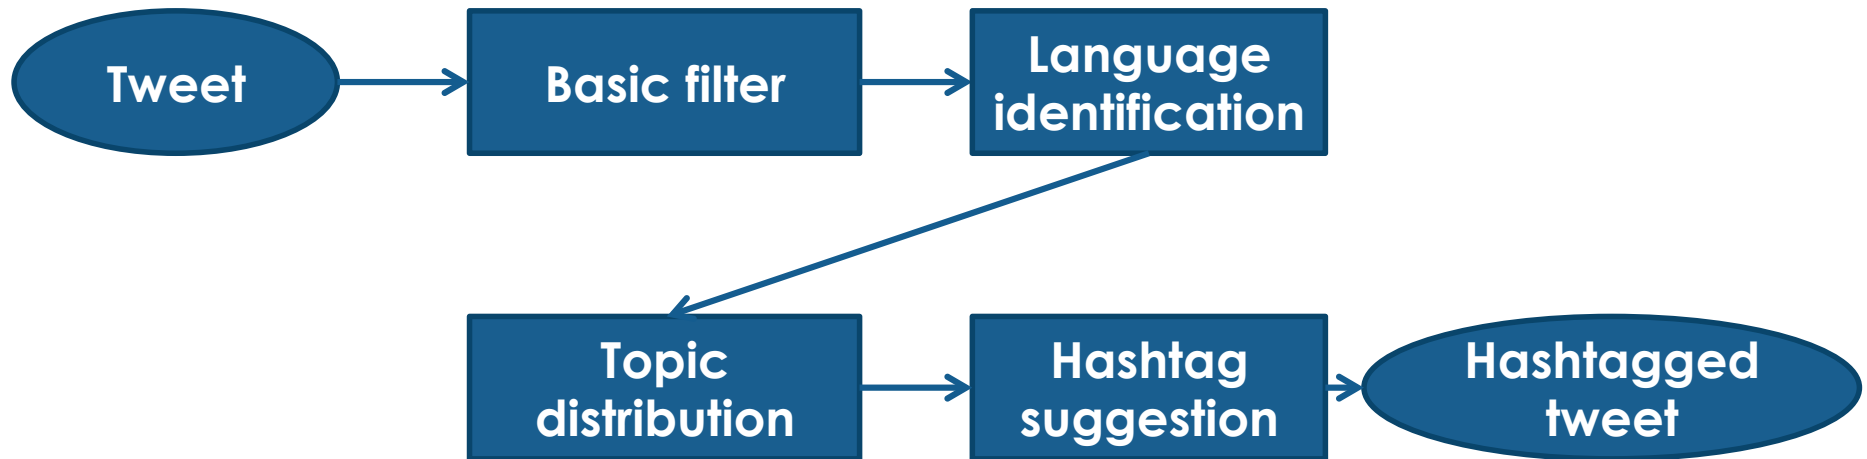 Tweet
Basic filter
Language
identification
Topic
distribution
Hashtag
suggestion
Hashtagged
tweet